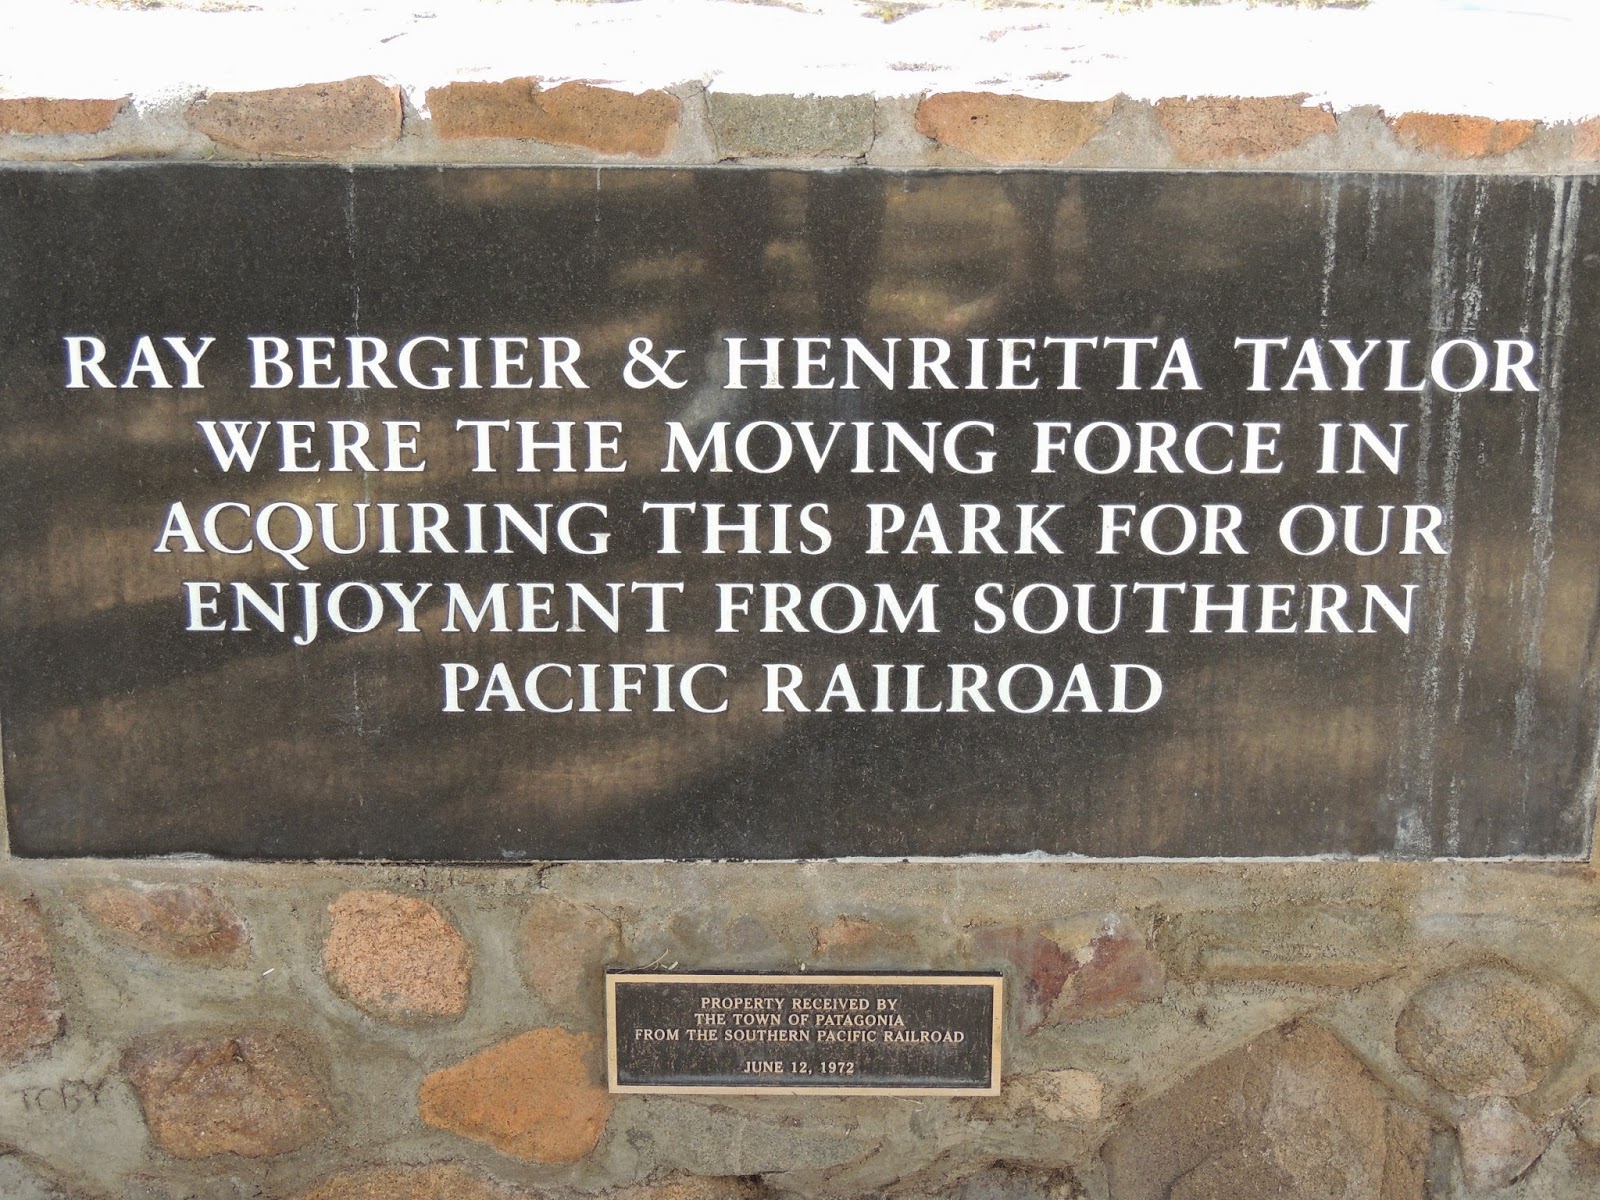 RAY BERGIER & HENRIETTA TAYLOR
WERE THE MOVING FORCE IN
ACQUIRING THIS PARK FOR OUR
ENJOYMENT FROM SOUTHERN
PACIFIC RAILROAD
PROPERTY RECEIVED BY
THE TOWN OF PATAGONIA
FROM THE SOUTHERN PACIFIC RAILROAD
JUNE 12, 1972
TOBY